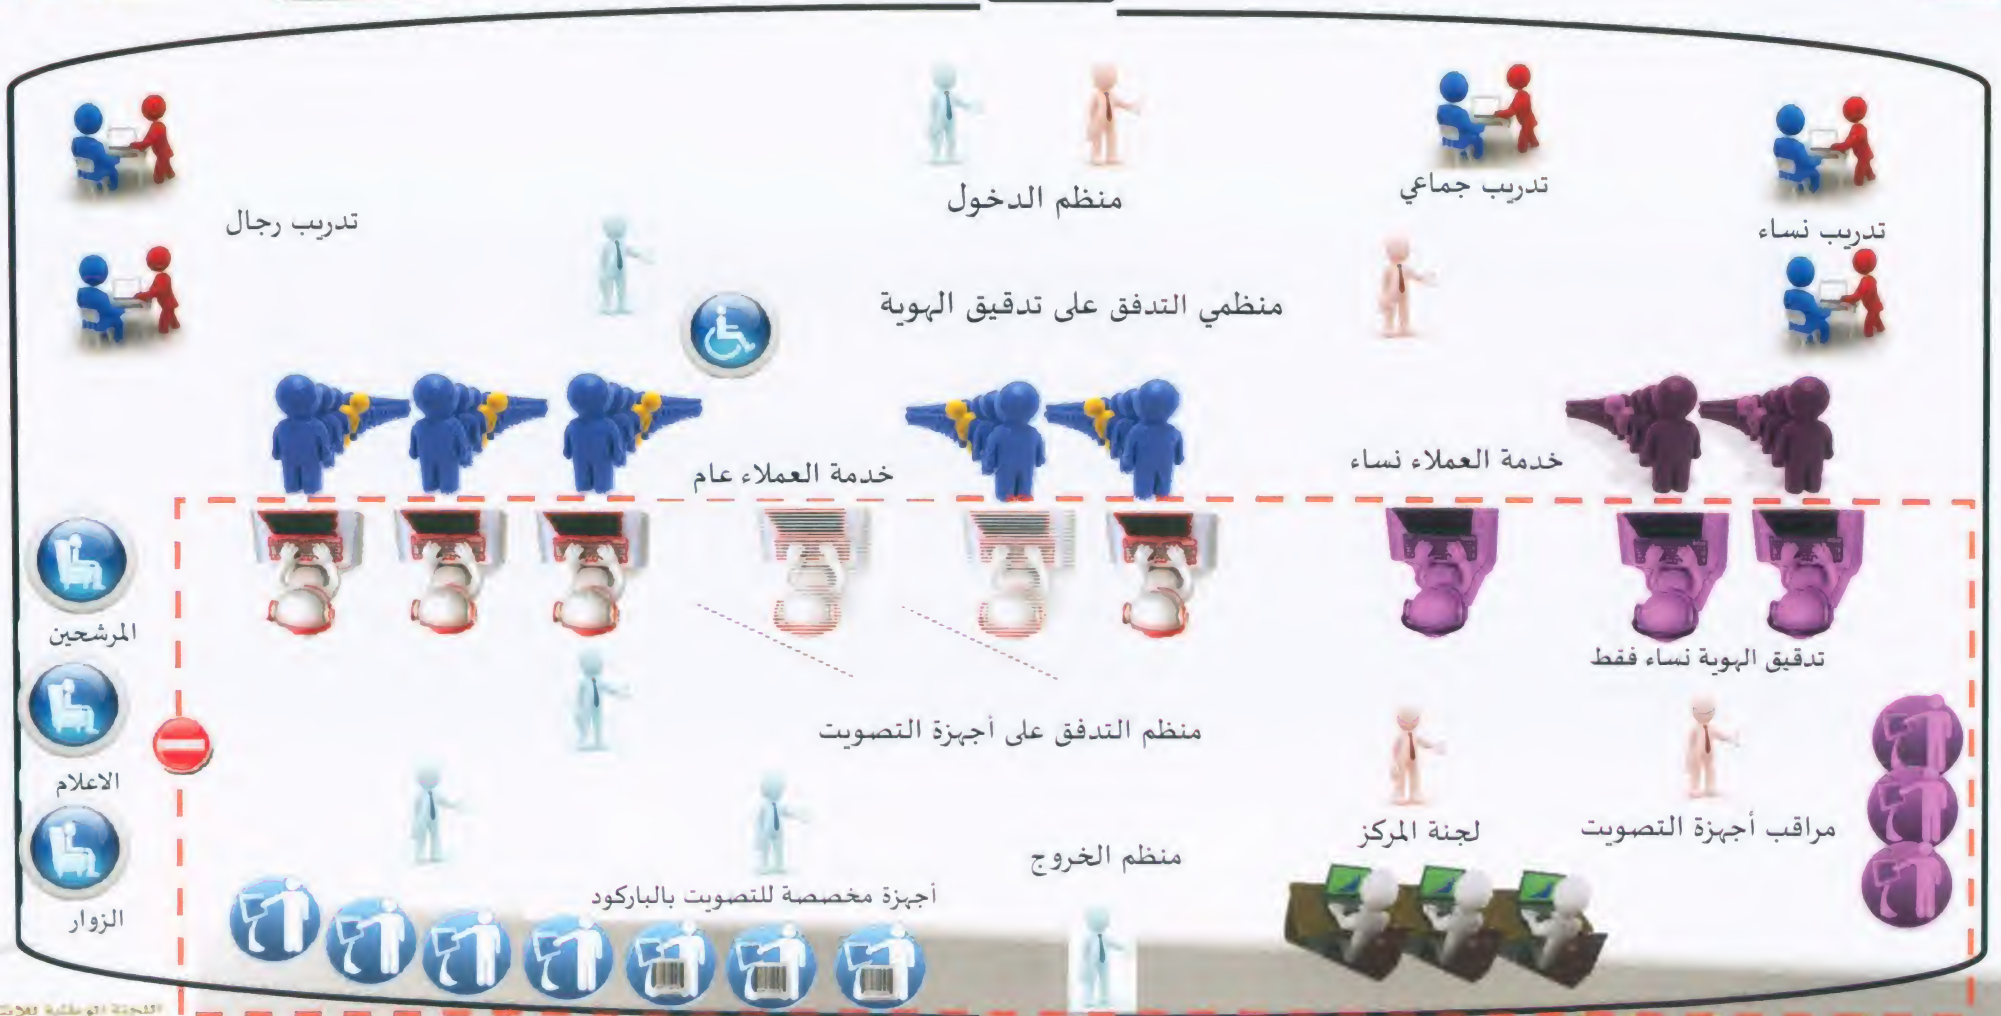 منظم الدخول
تدريب جماعي
تدريب نساء
تدريب رجال
منظمي التدفق على تدقيق الهوية
خدمة العملاء نساء
خدمة العملاء عام
المرشحين
تدقيق الهوية نساء فقط
منظم التدفق على أجهزة التصويت
الاعلام
مراقب أجهزة التصويت
لجنة المركز
منظم الخروج
أجهزة مخصصة للتصويت بالباركود
الزوار
اللجنة الوطنية